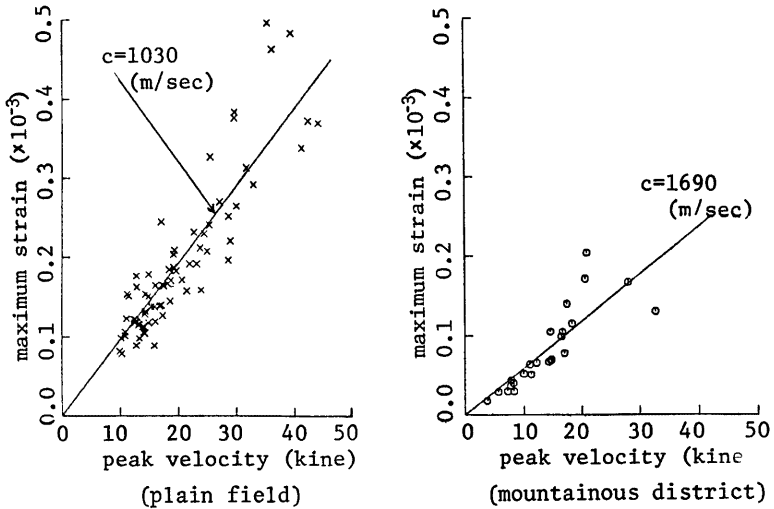 0.5
0.4
0.3
0.2
0.1
0.0
maximum strain (×10⁻³)
c=1030
(m/sec)
0 10 20 30 40 50
peak velocity (kine)
(plain field)
0.5
0.4
0.3
0.2
0.1
0.0
maximum strain (×10⁻³)
c=1690
(m/sec)
0 10 20 30 40 50
peak velocity (kine
(mountainous district)